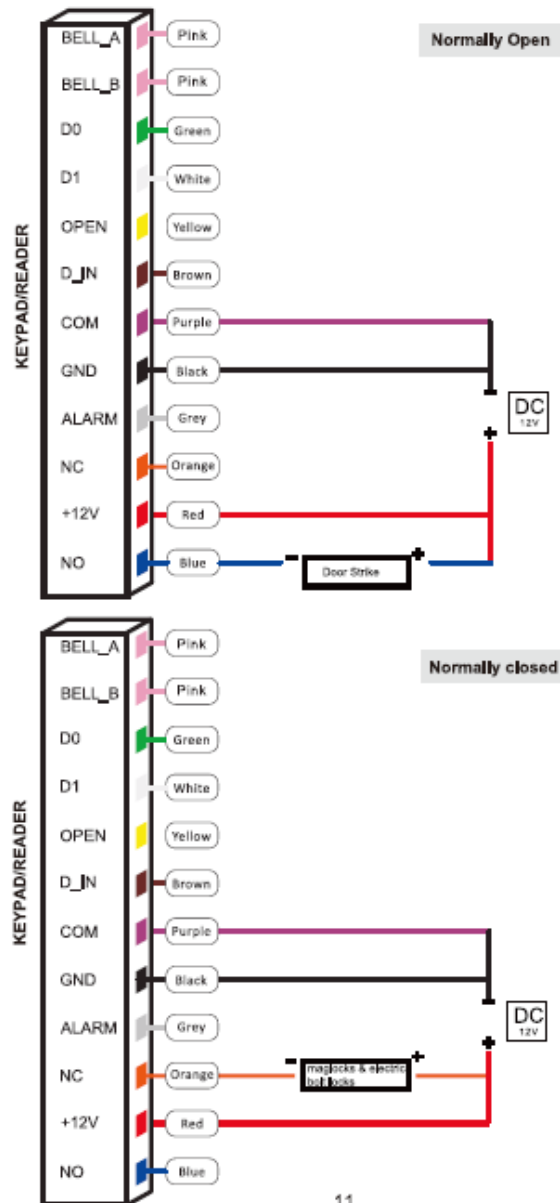 Normally Open
KEYPAD/READER
BELL_A Pink
BELL_B Pink
D0 Green
D1 White
OPEN Yellow
D_IN Brown
COM Purple
GND Black
ALARM Grey
NC Orange
+12V Red
NO Blue
- Door Strike +
-
DC
12V
+
Normally closed
KEYPAD/READER
BELL_A Pink
BELL_B Pink
D0 Green
D1 White
OPEN Yellow
D_IN Brown
COM Purple
GND Black
ALARM Grey
NC Orange
+12V Red
NO Blue
- maglocks & electric +
bolt locks
-
DC
12V
+
11